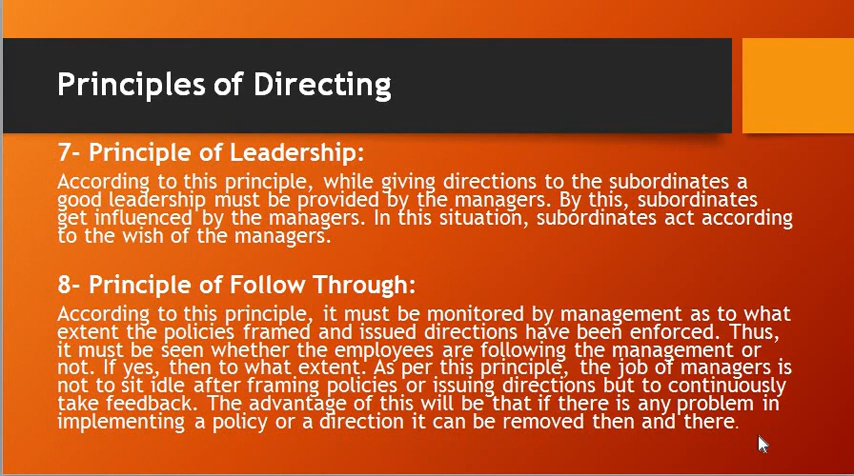 Principles of Directing
7- Principle of Leadership:
According to this principle, while giving directions to the subordinates a
good leadership must be provided by the managers. By this, subordinates
get influenced by the managers. In this situation, subordinates act according
to the wish of the managers.
8- Principle of Follow Through:
According to this principle, it must be monitored by management as to what
extent the policies framed and issued directions have been enforced. Thus,
it must be seen whether the employees are following the management or
not. If yes, then to what extent. As per this principle, the job of managers is
not to sit idle after framing policies or issuing directions but to continuously
take feedback. The advantage of this will be that if there is any problem in
implementing a policy or a direction it can be removed then and there.